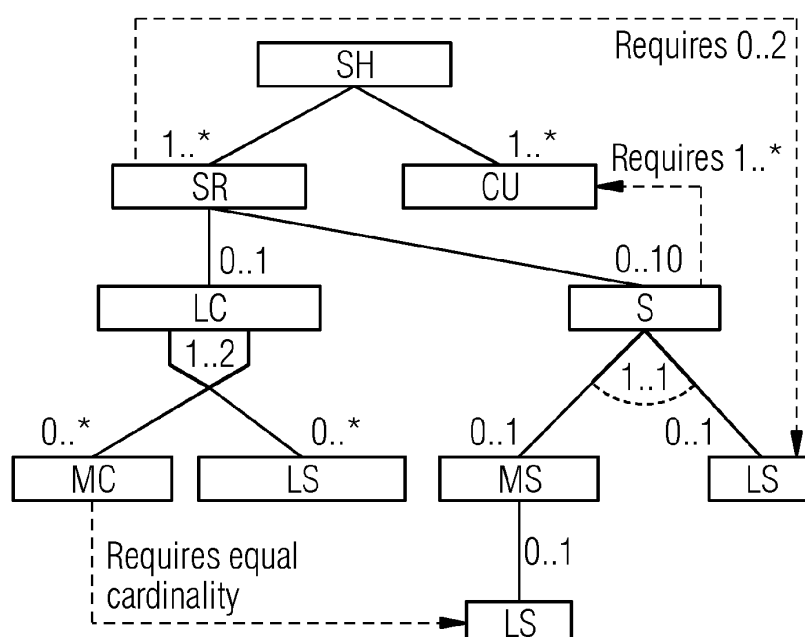 SH
Requires 0..2
1..*
1..*
Requires 1..*
SR
CU
0..1
0..10
LC
S
1..2
1..1
0..*
0..*
0..1
0..1
MC
LS
MS
LS
Requires equal
cardinality
0..1
LS